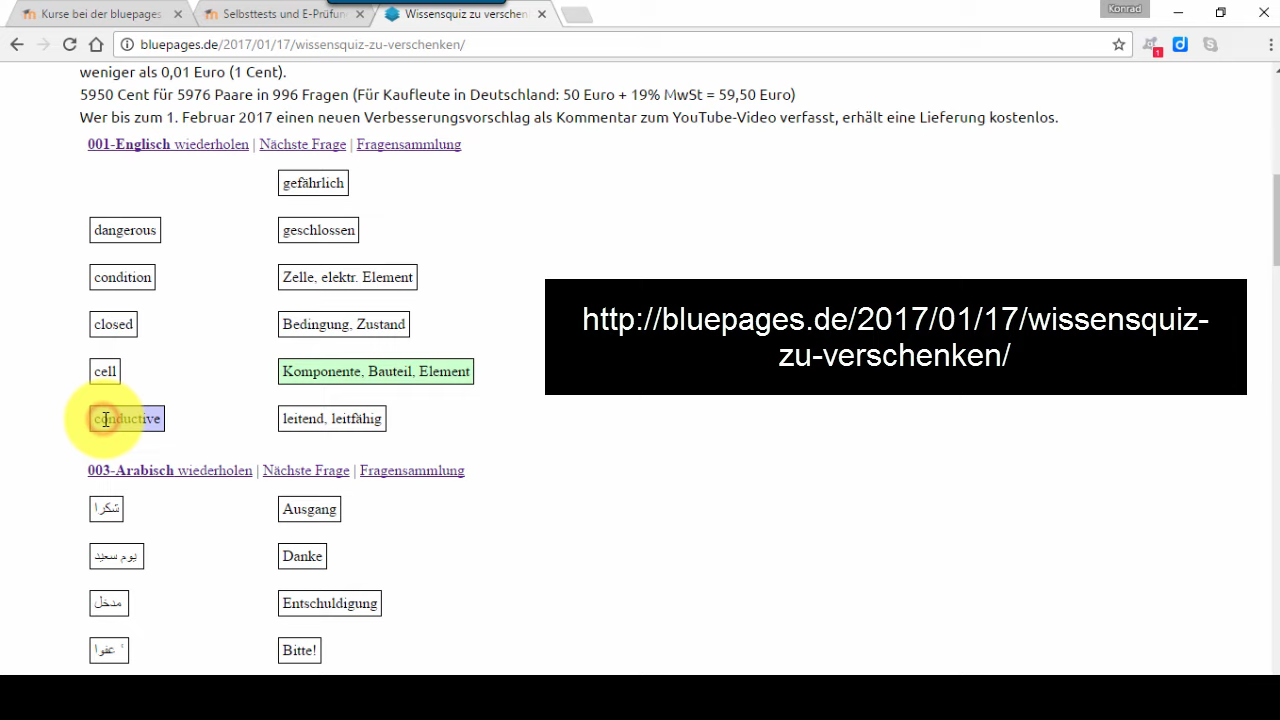 Kurse bei der bluepages
Selbsttests und E-Prüfun
Wissensquiz zu verschen
Konrad
bluepages.de/2017/01/17/wissensquiz-zu-verschenken/
1
weniger als 0,01 Euro (1 Cent).
5950 Cent für 5976 Paare in 996 Fragen (Für Kaufleute in Deutschland: 50 Euro + 19% MwSt = 59,50 Euro)
Wer bis zum 1. Februar 2017 einen neuen Verbesserungsvorschlag als Kommentar zum YouTube-Video verfasst, erhält eine Lieferung kostenlos.
001-Englisch wiederholen | Nächste Frage | Fragensammlung
gefährlich
dangerous geschlossen
condition Zelle, elektr. Element
closed Bedingung, Zustand
cell Komponente, Bauteil, Element
conductive leitend, leitfähig
http://bluepages.de/2017/01/17/wissensquiz-
zu-verschenken/
003-Arabisch wiederholen | Nächste Frage | Fragensammlung
شكرا Ausgang
يوم سعيد Danke
مدخل Entschuldigung
عفوا Bitte!